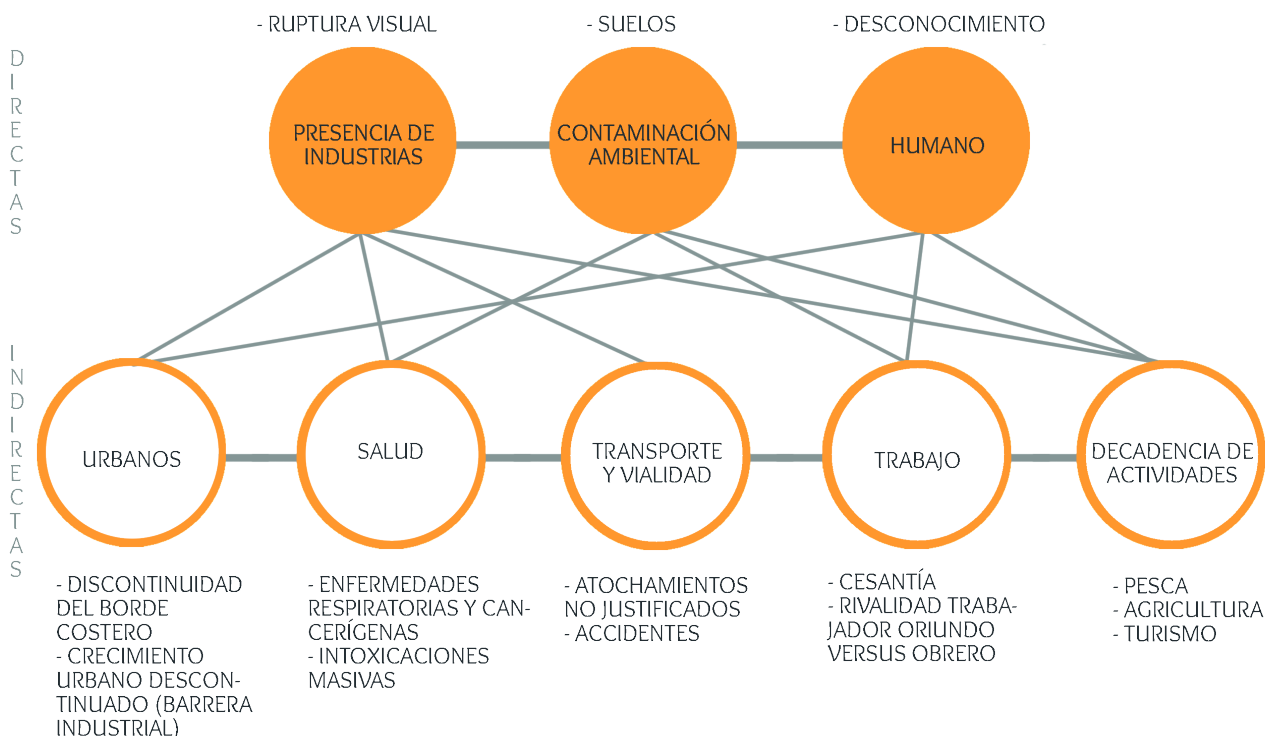 - RUPTURA VISUAL
- SUELOS
- DESCONOCIMIENTO
DIRECTAS
PRESENCIA DE
INDUSTRIAS
CONTAMINACIÓN
AMBIENTAL
HUMANO
INDIRECTAS
URBANOS
SALUD
TRANSPORTE
Y VIALIDAD
TRABAJO
DECADENCIA DE
ACTIVIDADES
- DISCONTINUIDAD
DEL BORDE
COSTERO
- CRECIMIENTO
URBANO DESCON-
TINUADO (BARRERA
INDUSTRIAL)
- ENFERMEDADES
RESPIRATORIAS Y CAN-
CERÍGENAS
- INTOXICACIONES
MASIVAS
- ATOCHAMIENTOS
NO JUSTIFICADOS
- ACCIDENTES
- CESANTÍA
- RIVALIDAD TRABA-
JADOR ORIUNDO
VERSUS OBRERO
- PESCA
- AGRICULTURA
- TURISMO